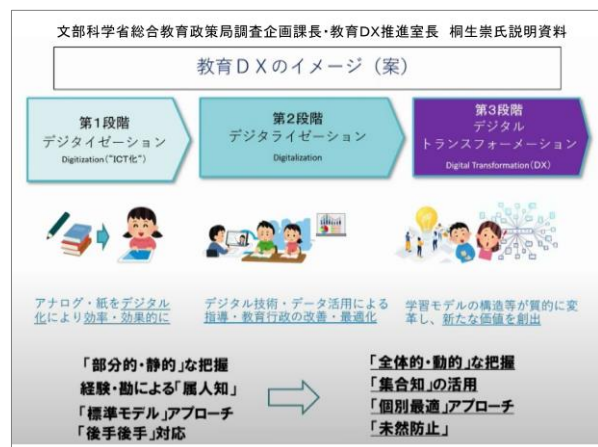 文部科学省総合教育政策局調査企画課長・教育DX推進室長 桐生崇氏説明資料
教育DXのイメージ（案）
第1段階
デジタイゼーション
Digitization("ICT化")
第2段階
デジタライゼーション
Digitalization
第3段階
デジタル
トランスフォーメーション
Digital Transformation(DX)
アナログ・紙をデジタル
化により効率・効果的に
デジタル技術・データ活用による
指導・教育行政の改善・最適化
学習モデルの構造等が質的に変
革し、新たな価値を創出
「部分的・静的」な把握
経験・勘による「属人知」
「標準モデル」アプローチ
「後手後手」対応
「全体的・動的」な把握
「集合知」の活用
「個別最適」アプローチ
「未然防止」